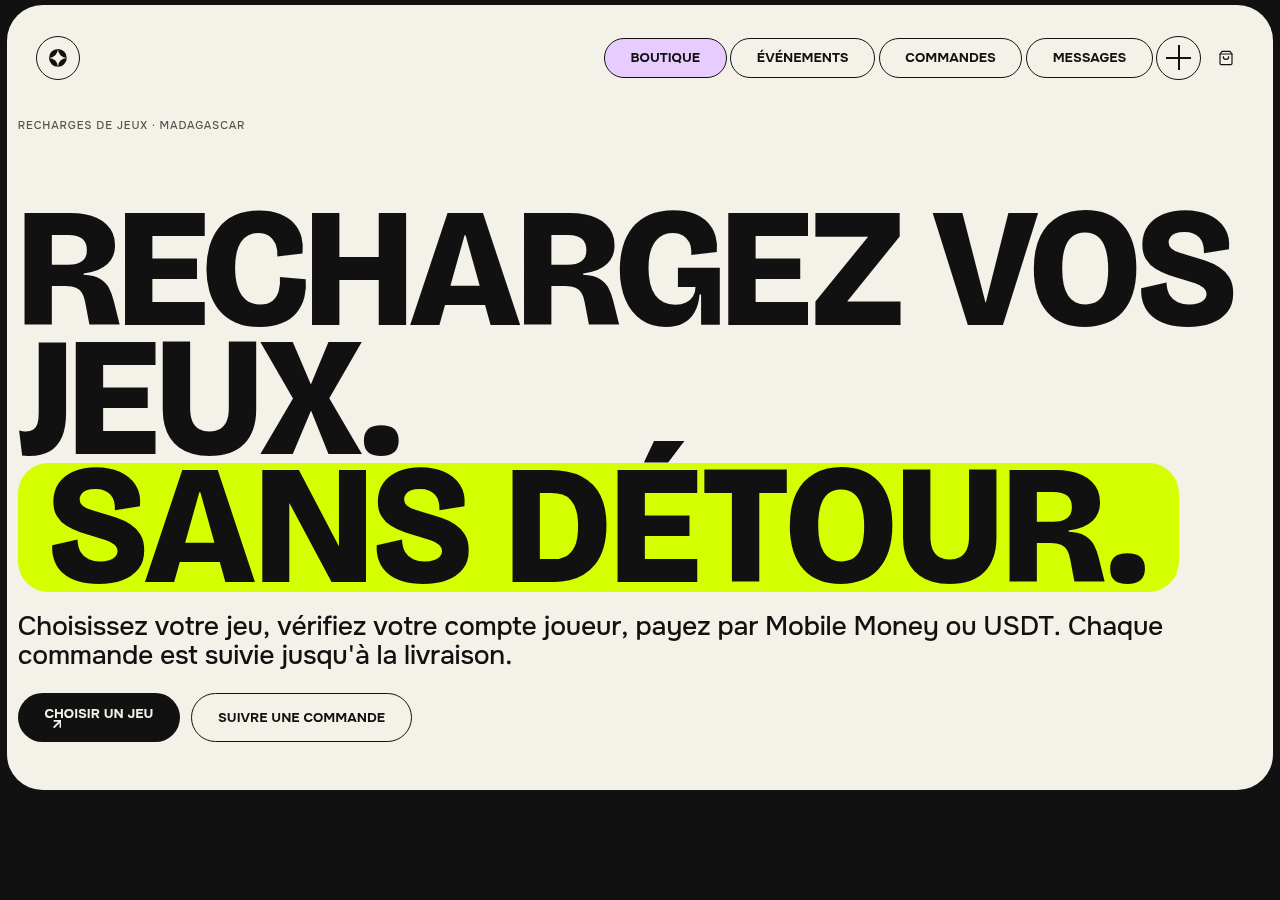 BOUTIQUE
ÉVÉNEMENTS
COMMANDES
MESSAGES
RECHARGES DE JEUX · MADAGASCAR
RECHARGEZ VOS
JEUX.
SANS DÉTOUR.
Choisissez votre jeu, vérifiez votre compte joueur, payez par Mobile Money ou USDT. Chaque
commande est suivie jusqu'à la livraison.
CHOISIR UN JEU
SUIVRE UNE COMMANDE